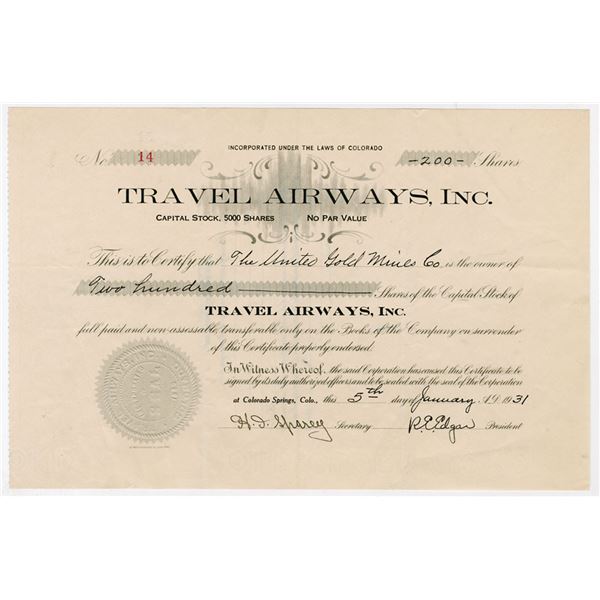 INCORPORATED UNDER THE LAWS OF COLORADO
No. 14 -200- Shares
TRAVEL AIRWAYS, INC.
CAPITAL STOCK, 5000 SHARES NO PAR VALUE
This is to Certify that The United Gold Mines Co. is the owner of
Two hundred Shares of the Capital Stock of
TRAVEL AIRWAYS, INC.
full paid and non-assessable, transferable only on the Books of the Company on surrender
of this Certificate properly endorsed.
In Witness Whereof, the said Corporation has caused this Certificate to be
signed by its duly authorized officers and to be sealed with the seal of the Corporation
at Colorado Springs, Colo., this 5th day of January A.D. 1931
Secretary R.E. Edgar President